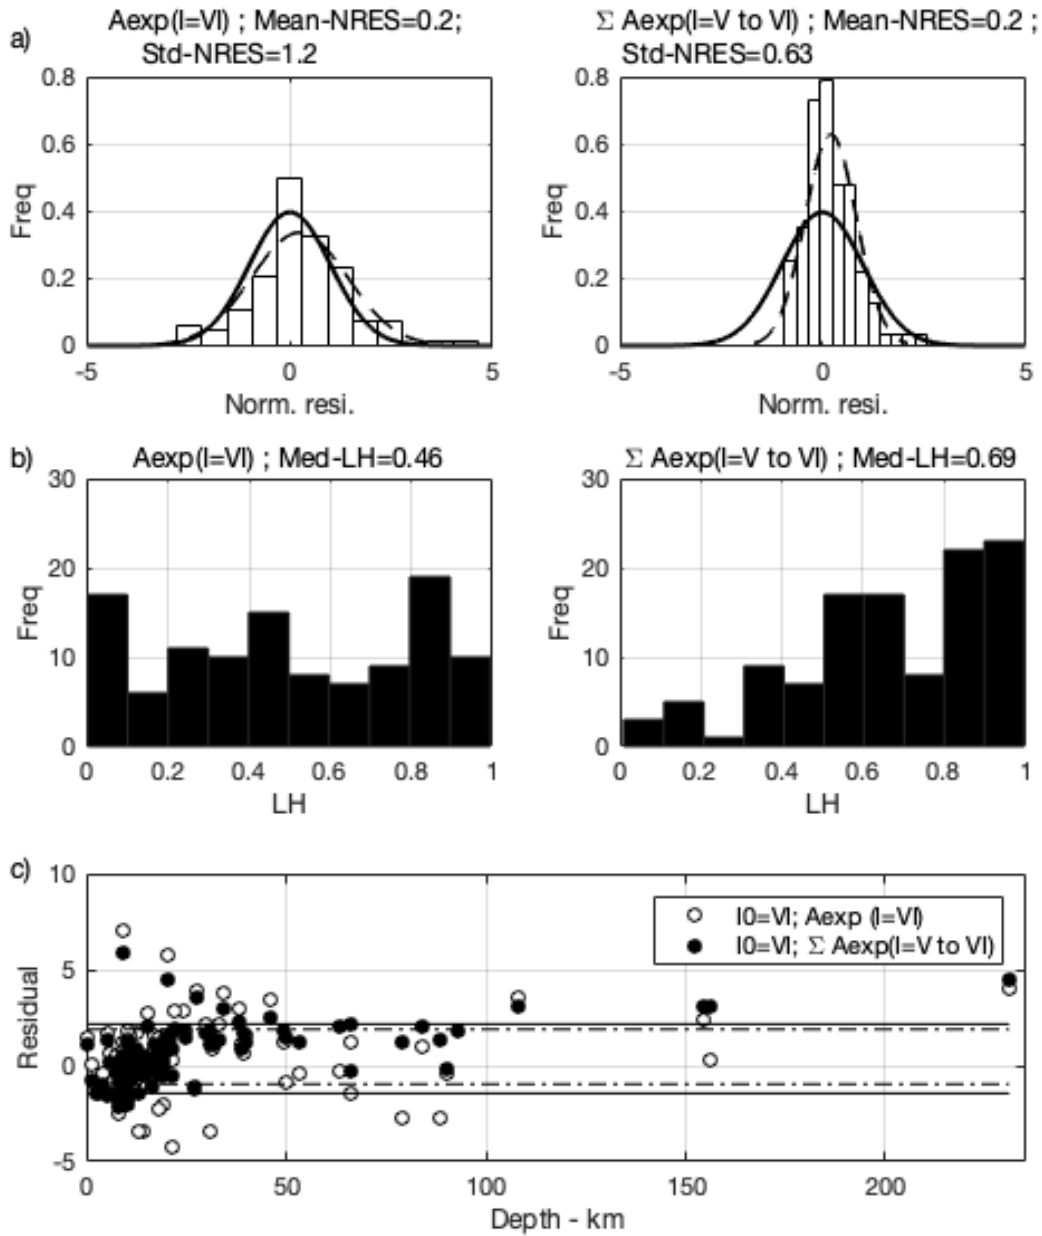 a)
Aexp(I=VI) ; Mean-NRES=0.2;
Std-NRES=1.2
Σ Aexp(I=V to VI) ; Mean-NRES=0.2 ;
Std-NRES=0.63
0.8
0.6
0.4
0.2
0
Freq
-5 0 5
Norm. resi.
0.8
0.6
0.4
0.2
0
Freq
-5 0 5
Norm. resi.
b)
Aexp(I=VI) ; Med-LH=0.46
Σ Aexp(I=V to VI) ; Med-LH=0.69
30
20
10
0
Freq
0 0.2 0.4 0.6 0.8 1
LH
30
20
10
0
Freq
0 0.2 0.4 0.6 0.8 1
LH
c)
10
5
0
-5
Residual
I0=VI; Aexp (I=VI)
I0=VI; Σ Aexp(I=V to VI)
0 50 100 150 200
Depth - km